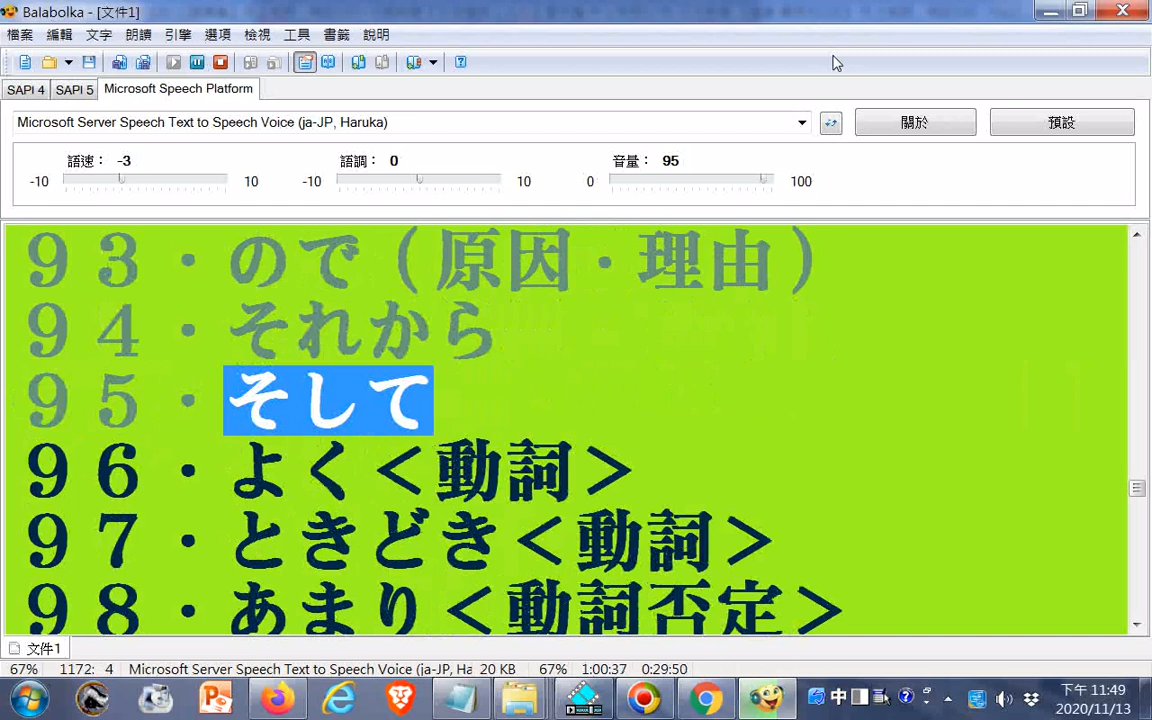 Balabolka - [文件1]
檔案 編輯 文字 朗讀 引擎 選項 檢視 工具 書籤 說明
SAPI 4 SAPI 5 Microsoft Speech Platform
Microsoft Server Speech Text to Speech Voice (ja-JP, Haruka) 關於 預設
語速： -3 語調： 0 音量： 95
-10 10 -10 10 0 100
９３・ので（原因・理由）
９４・それから
９５・そして
９６・よく＜動詞＞
９７・ときどき＜動詞＞
９８・あまり＜動詞否定＞
文件1
67% 1172: 4 Microsoft Server Speech Text to Speech Voice (ja-JP, Ha 20 KB 67% 1:00:37 0:29:50
中 下午 11:49
2020/11/13